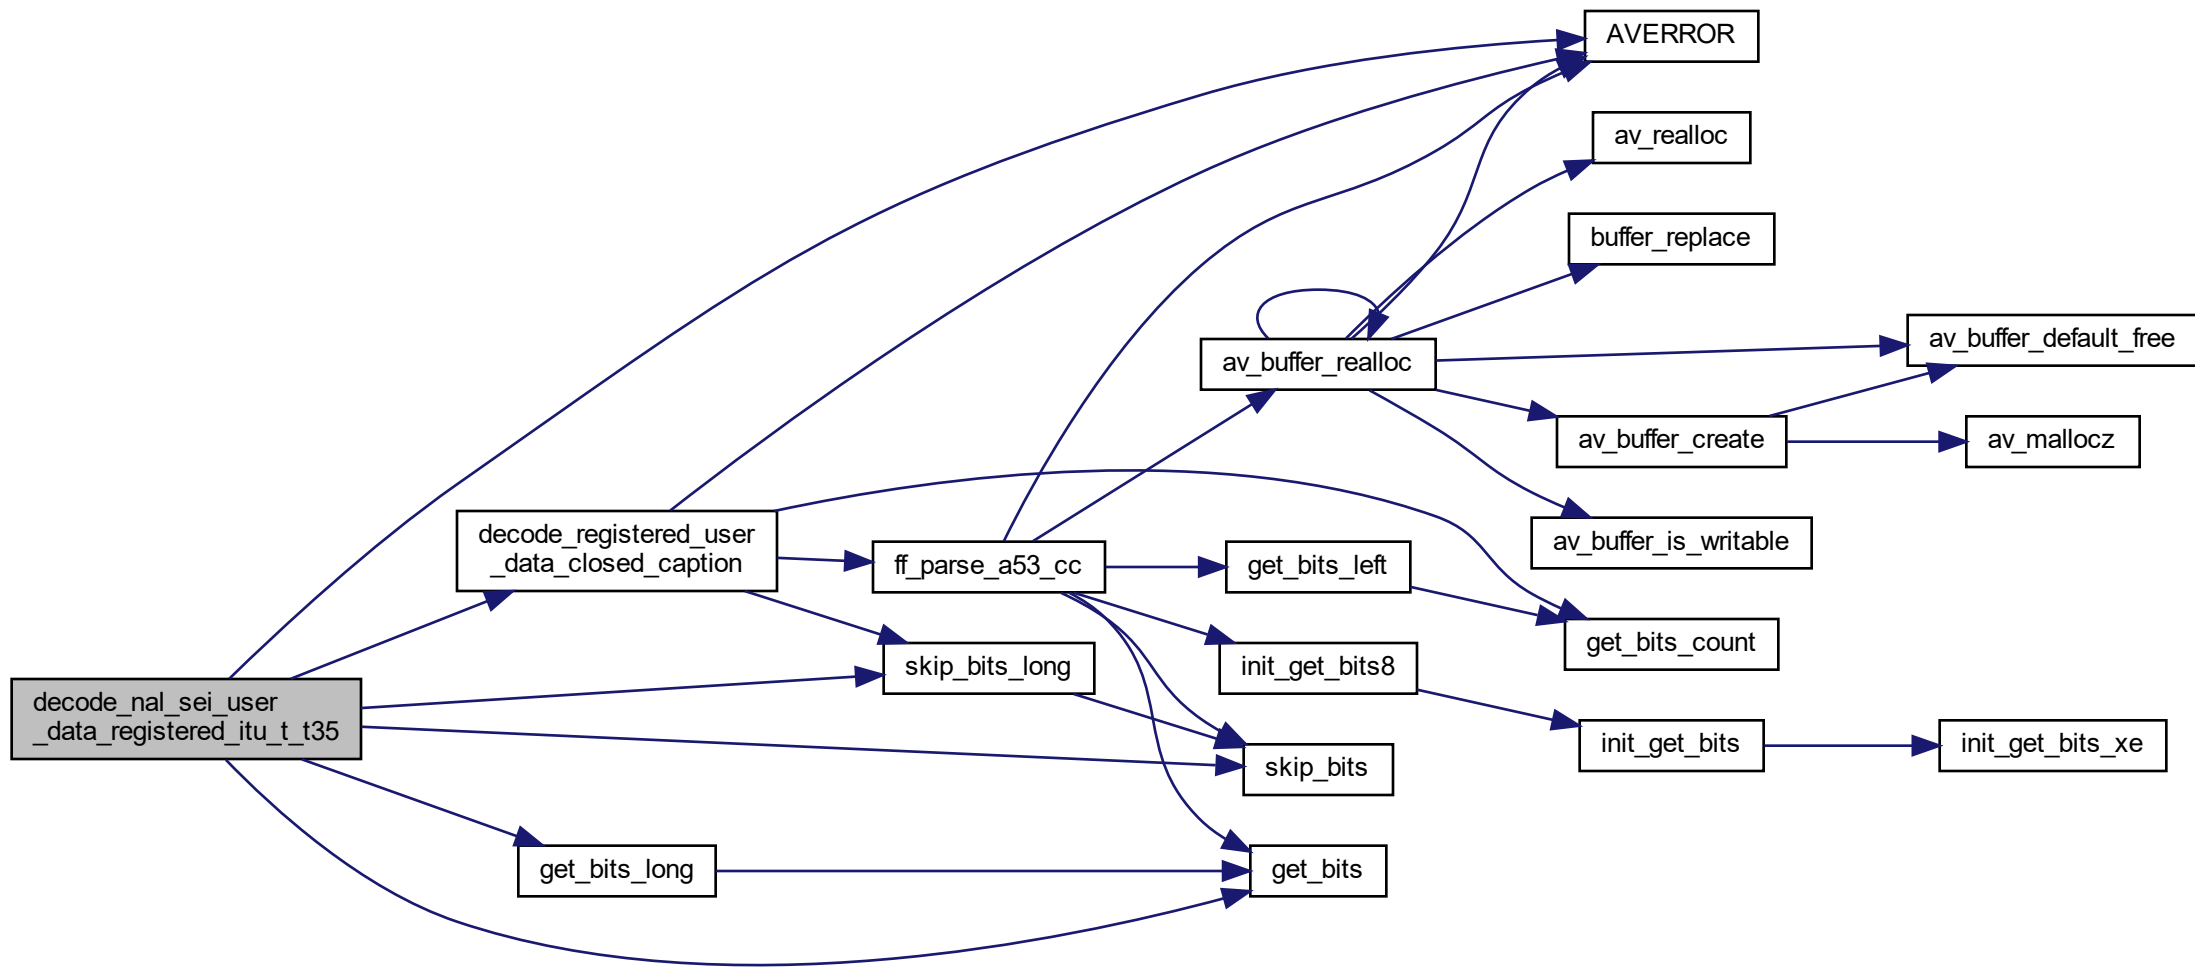 AVERROR
av_realloc
buffer_replace
av_buffer_default_free
av_buffer_realloc
av_buffer_create
av_mallocz
av_buffer_is_writable
decode_registered_user
_data_closed_caption
ff_parse_a53_cc
get_bits_left
get_bits_count
skip_bits_long
init_get_bits8
decode_nal_sei_user
_data_registered_itu_t_t35
init_get_bits
init_get_bits_xe
skip_bits
get_bits_long
get_bits